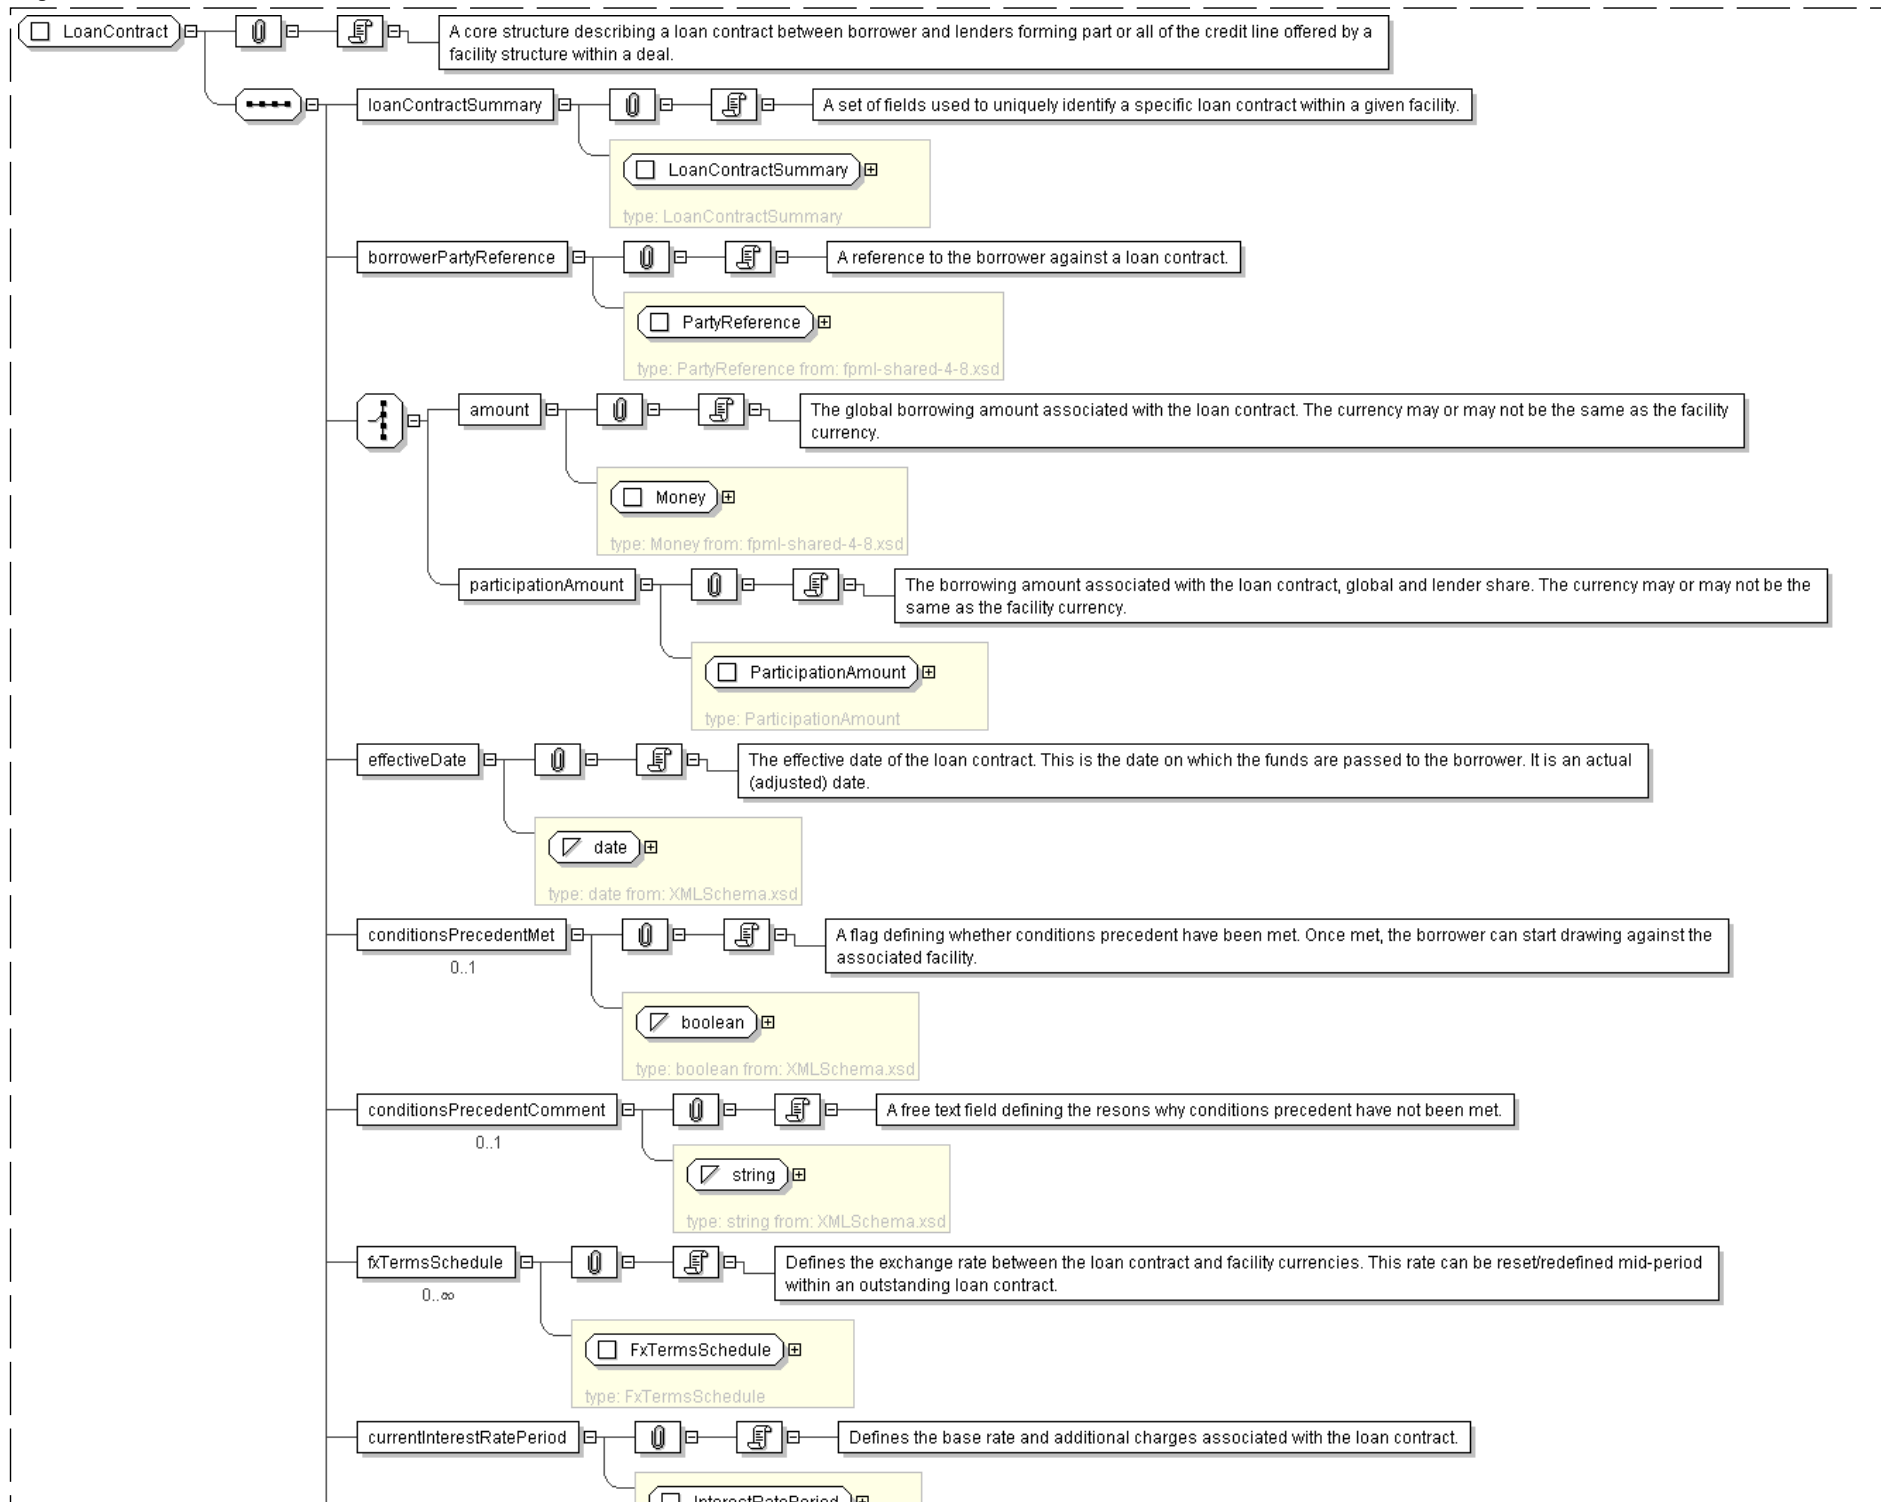 LoanContract
A core structure describing a loan contract between borrower and lenders forming part or all of the credit line offered by a
facility structure within a deal.
loanContractSummary
A set of fields used to uniquely identify a specific loan contract within a given facility.
LoanContractSummary
type: LoanContractSummary
borrowerPartyReference
A reference to the borrower against a loan contract.
PartyReference
type: PartyReference from: fpml-shared-4-8.xsd
amount
The global borrowing amount associated with the loan contract. The currency may or may not be the same as the facility
currency.
Money
type: Money from: fpml-shared-4-8.xsd
participationAmount
The borrowing amount associated with the loan contract, global and lender share. The currency may or may not be the
same as the facility currency.
ParticipationAmount
type: ParticipationAmount
effectiveDate
The effective date of the loan contract. This is the date on which the funds are passed to the borrower. It is an actual
(adjusted) date.
date
type: date from: XMLSchema.xsd
conditionsPrecedentMet
0..1
A flag defining whether conditions precedent have been met. Once met, the borrower can start drawing against the
associated facility.
boolean
type: boolean from: XMLSchema.xsd
conditionsPrecedentComment
0..1
A free text field defining the resons why conditions precedent have not been met.
string
type: string from: XMLSchema.xsd
fxTermsSchedule
0..∞
Defines the exchange rate between the loan contract and facility currencies. This rate can be reset/redefined mid-period
within an outstanding loan contract.
FxTermsSchedule
type: FxTermsSchedule
currentInterestRatePeriod
Defines the base rate and additional charges associated with the loan contract.
InterestRatePeriod